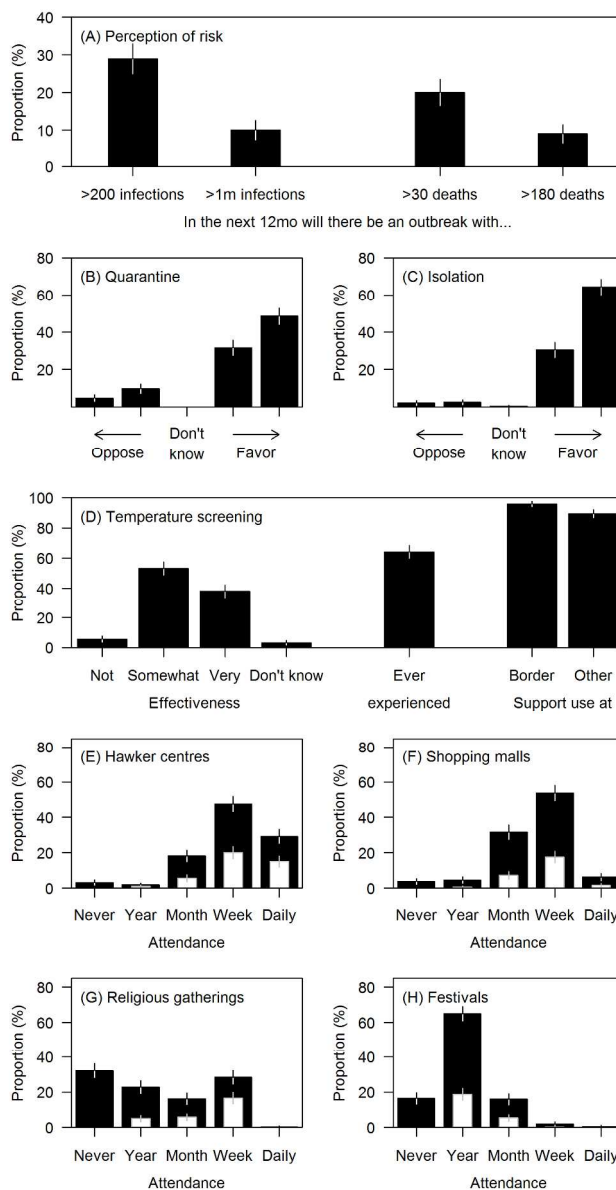 (A) Perception of risk
Proportion (%)
40
30
20
10
0
>200 infections >1m infections >30 deaths >180 deaths
In the next 12mo will there be an outbreak with...
(B) Quarantine
Proportion (%)
80
60
40
20
Oppose Don't know Favor
(C) Isolation
Proportion (%)
80
60
40
20
Oppose Don't know Favor
(D) Temperature screening
Proportion (%)
100
80
60
40
20
0
Not Somewhat Very Don't know Ever Border Other
Effectiveness experienced Support use at
(E) Hawker centres
Proportion (%)
80
60
40
20
0
Never Year Month Week Daily
Attendance
(F) Shopping malls
Proportion (%)
80
60
40
20
0
Never Year Month Week Daily
Attendance
(G) Religious gatherings
Proportion (%)
80
60
40
20
0
Never Year Month Week Daily
Attendance
(H) Festivals
Proportion (%)
80
60
40
20
0
Never Year Month Week Daily
Attendance